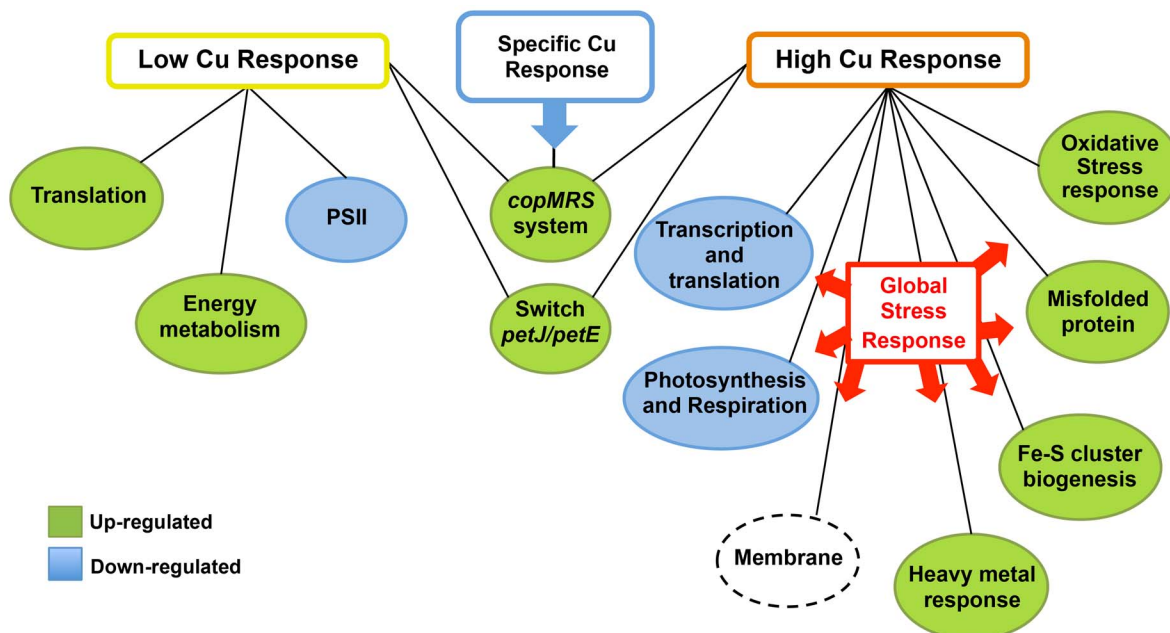 Low Cu Response
Specific Cu
Response
High Cu Response
Translation
Energy
metabolism
PSII
copMRS
system
Switch
petJ/petE
Transcription
and
translation
Photosynthesis
and Respiration
Global
Stress
Response
Oxidative
Stress
response
Misfolded
protein
Fe-S cluster
biogenesis
Heavy metal
response
Membrane
Up-regulated
Down-regulated